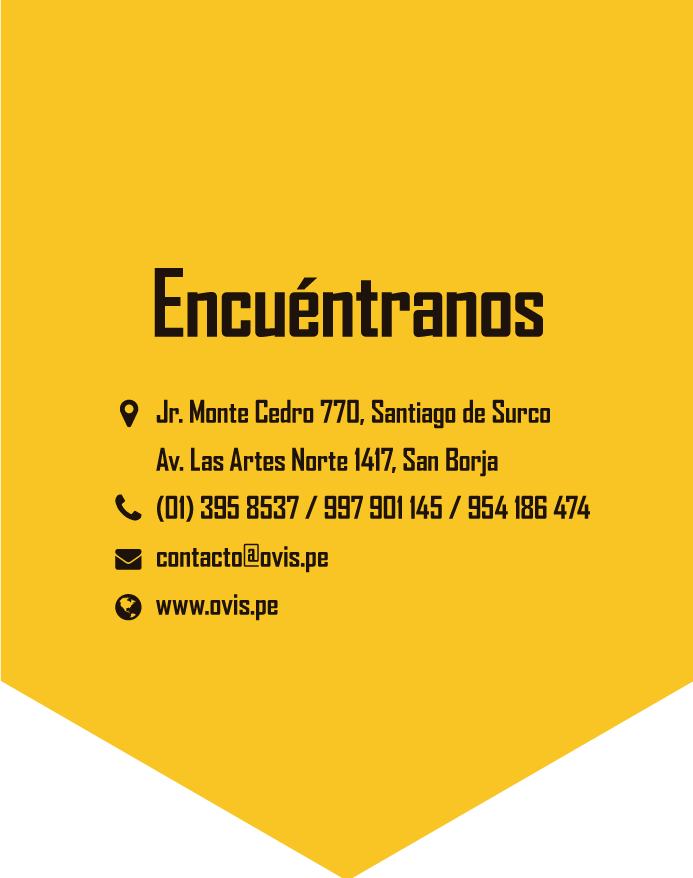 Encuéntranos
Jr. Monte Cedro 770, Santiago de Surco
Av. Las Artes Norte 1417, San Borja
(01) 395 8537 / 997 901 145 / 954 186 474
contacto@ovis.pe
www.ovis.pe